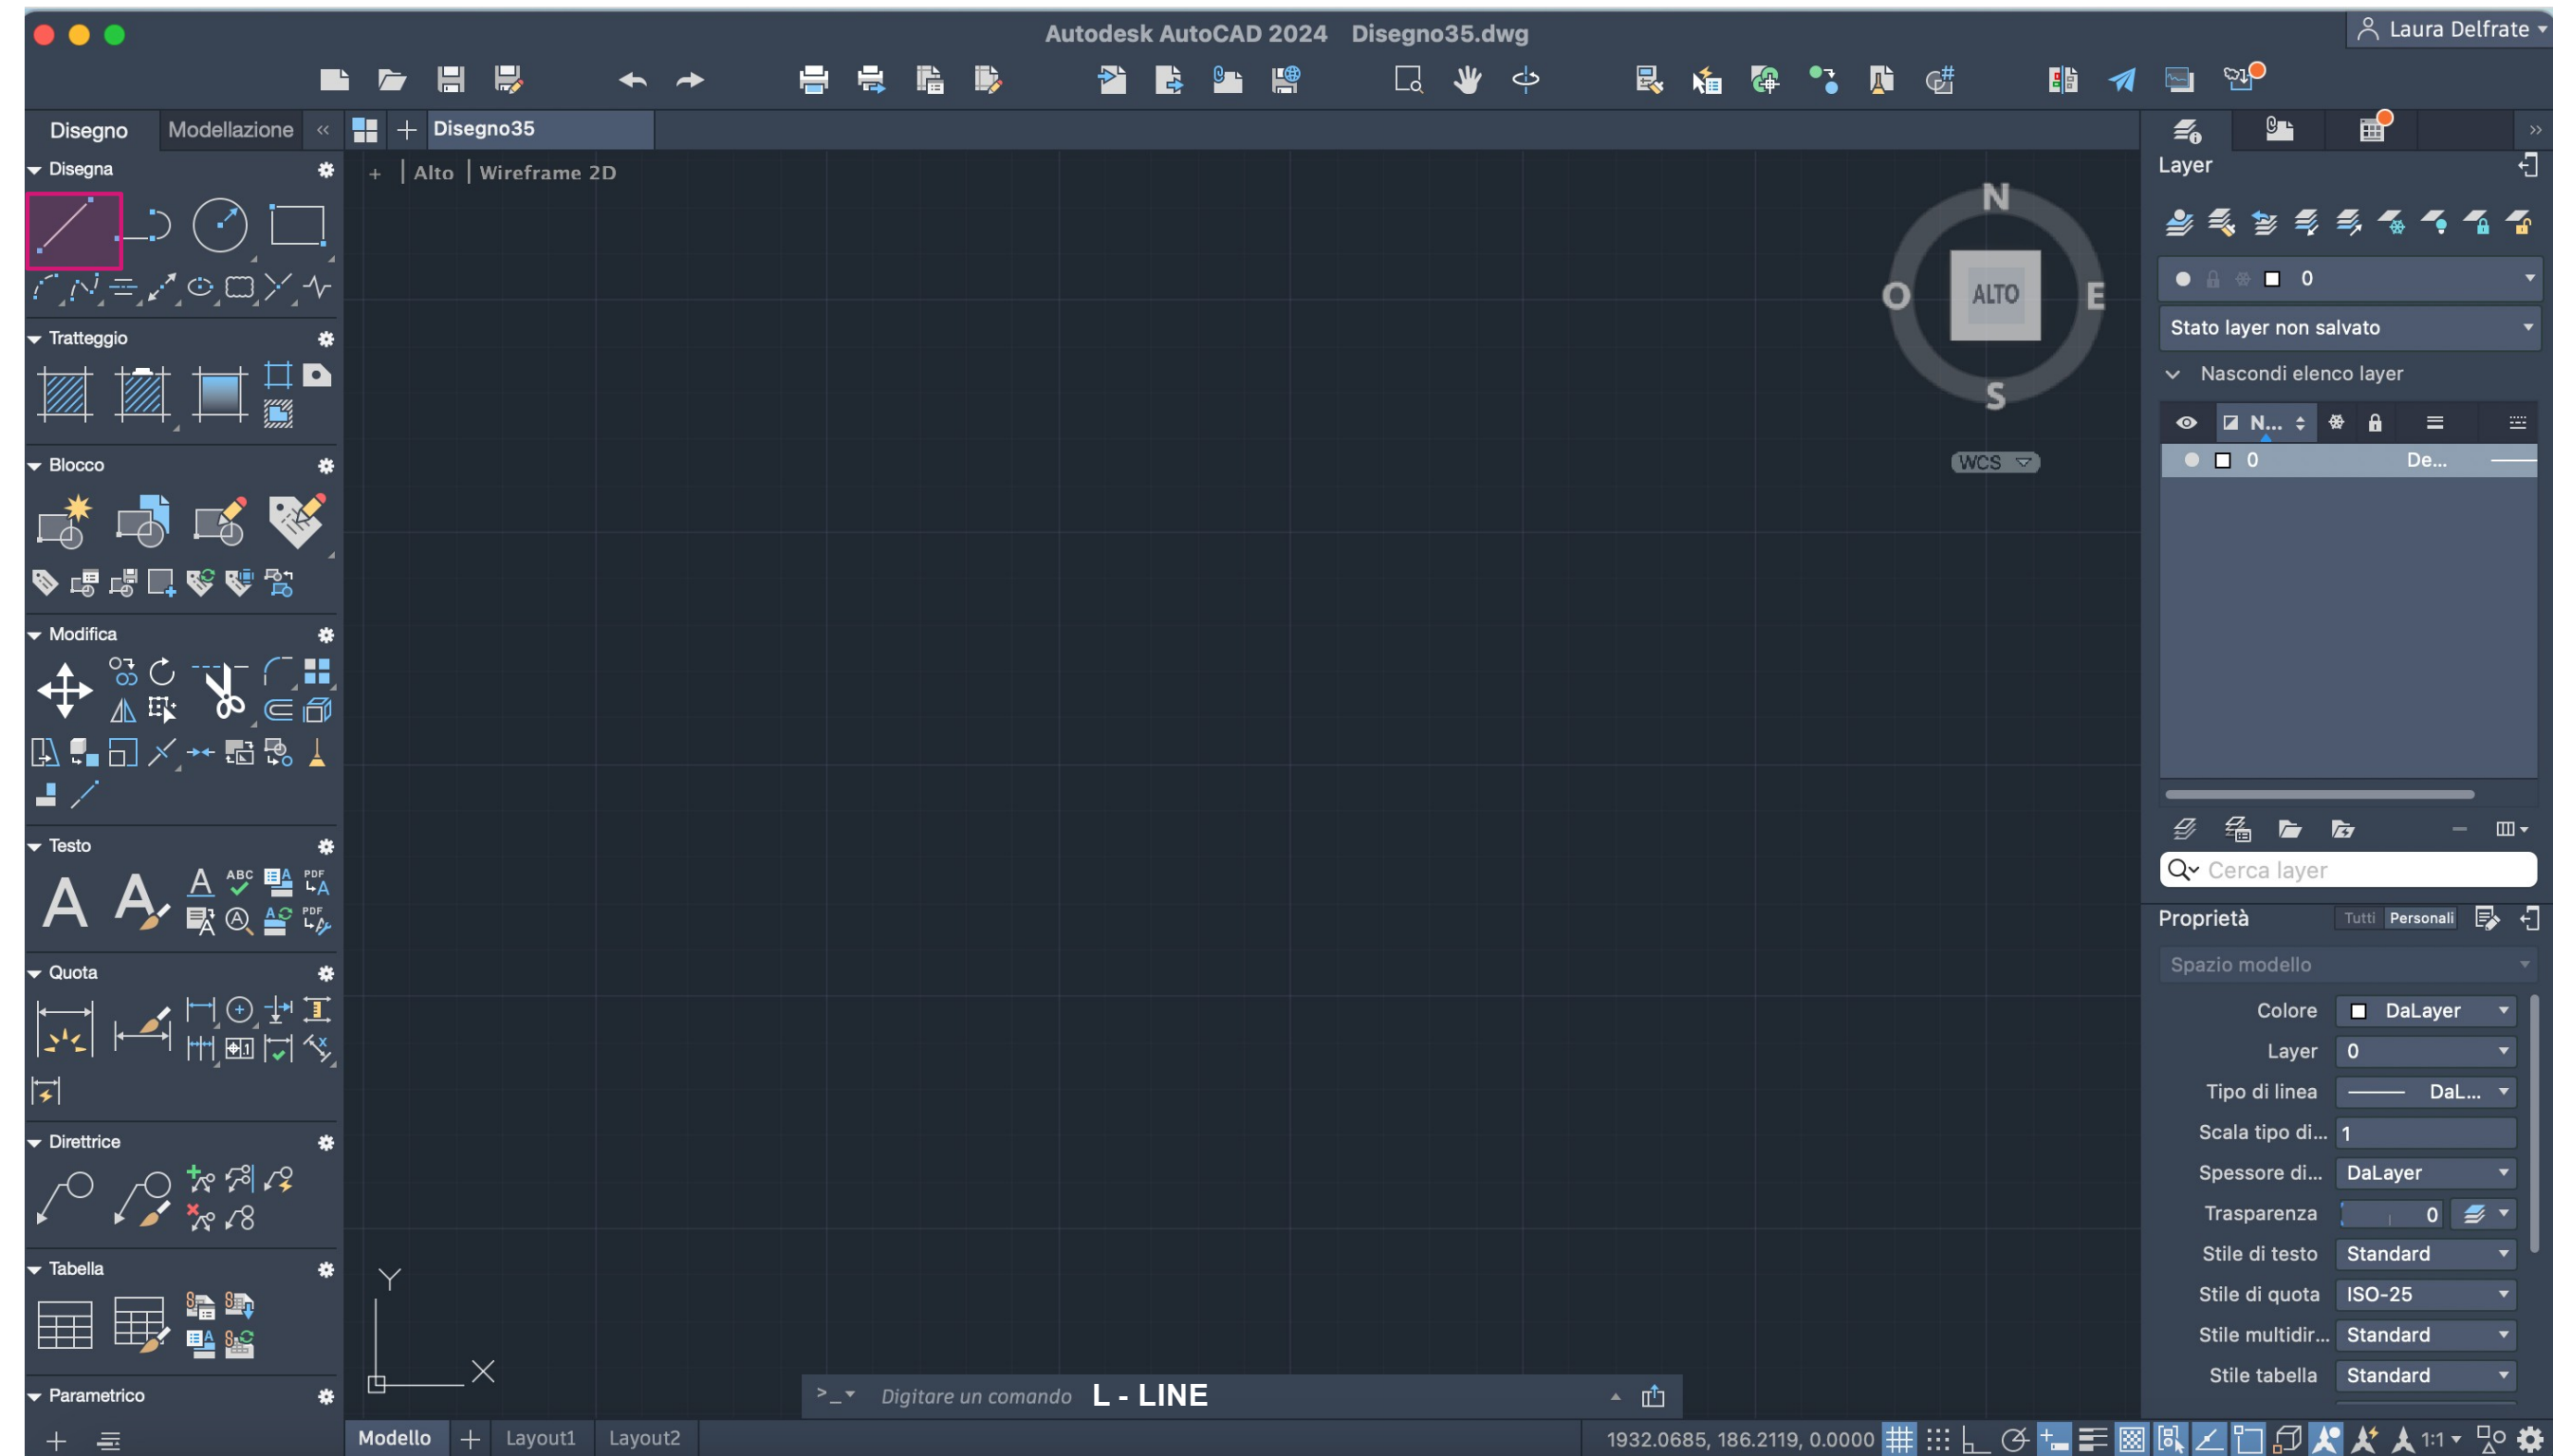 Autodesk AutoCAD 2024 Disegno35.dwg
Laura Delfrate
Disegno
Modellazione
Disegno35
Disegna
+ Alto Wireframe 2D
Layer
N
O
ALTO
E
S
WCS
0
Stato layer non salvato
Nascondi elenco layer
N...
0 De...
Tratteggio
Blocco
Modifica
Testo
A A A ABC A PDF A
A A A PDF A
Quota
.1 x
Direttrice
Tabella
A
Parametrico
Cerca layer
Proprietà Tutti Personali
Spazio modello
Colore DaLayer
Layer 0
Tipo di linea DaL...
Scala tipo di... 1
Spessore di... DaLayer
Trasparenza 0
Stile di testo Standard
Stile di quota ISO-25
Stile multidir... Standard
Stile tabella Standard
Y
X
>_ Digitare un comando L - LINE
Modello + Layout1 Layout2
1932.0685, 186.2119, 0.0000
1:1